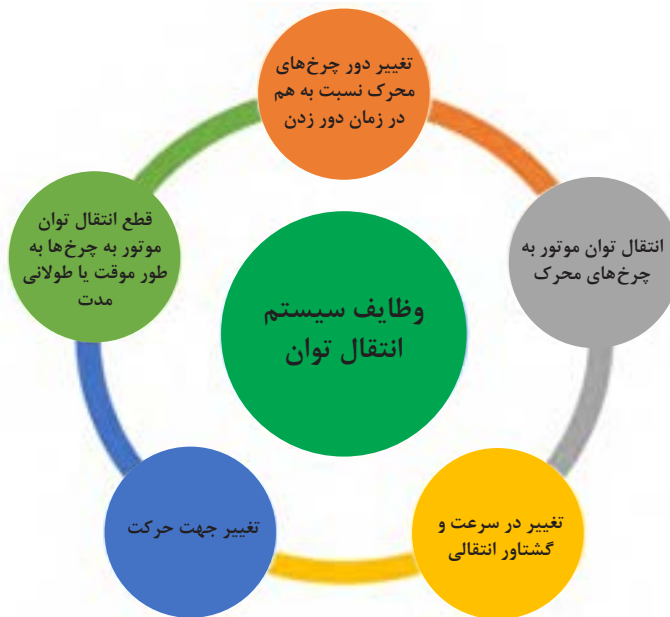 تغییر دور چرخ‌های
محرک نسبت به هم
در زمان دور زدن
انتقال توان موتور به
چرخ‌های محرک
قطع انتقال توان
موتور به چرخ‌ها به
طور موقت یا طولانی
مدت
وظایف سیستم
انتقال توان
تغییر در سرعت و
گشتاور انتقالی
تغییر جهت حرکت